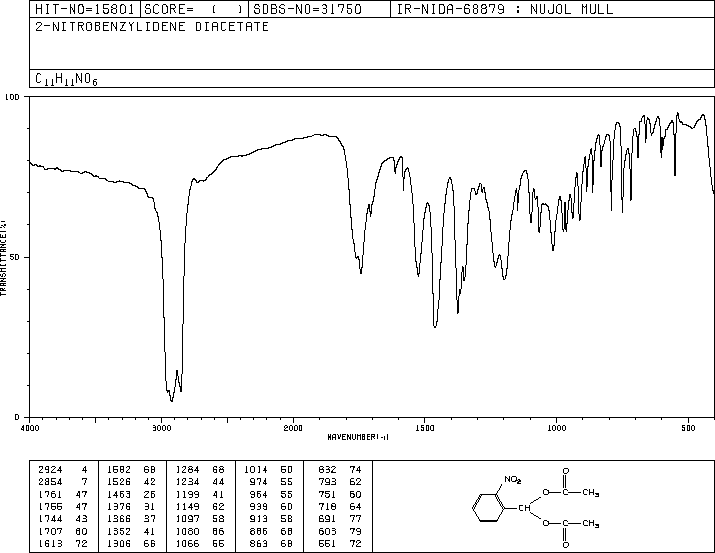 HIT-NO=15801 SCORE= ( ) SDBS-NO=31750 IR-NIDA-68879 : NUJOL MULL
2-NITROBENZYLIDENE DIACETATE
C11H11NO6
100
50
0
TRANSMITTANCE(%)
4000 3000 2000 1500 1000 500
WAVENUMBER(-1)
2924 4 1582 68 1284 68 1014 50 832 74
2854 7 1526 42 1234 44 974 55 793 62
1761 47 1463 26 1199 41 964 55 751 60
1755 47 1376 31 1149 62 939 60 718 64
1744 43 1366 37 1097 58 913 58 691 77
1707 60 1352 41 1080 66 886 68 603 79
1613 72 1306 66 1066 55 863 68 551 72
NO2
O
O C CH3
CH
O C CH3
O